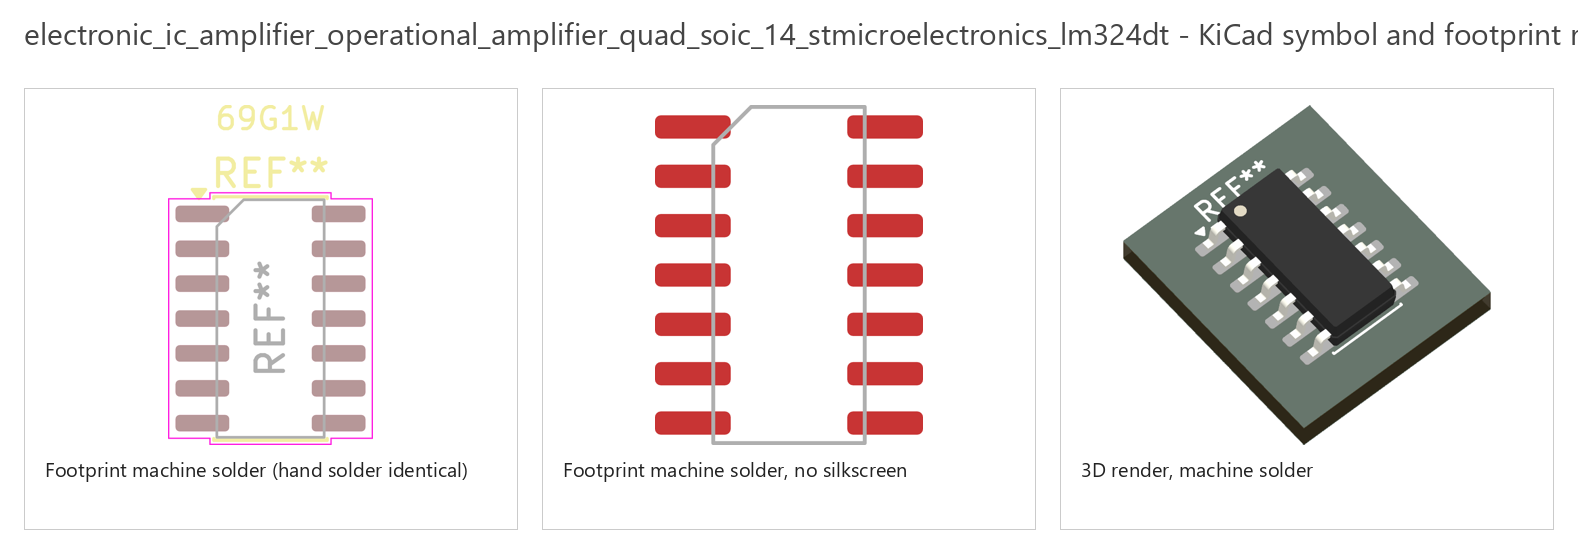 electronic_ic_amplifier_operational_amplifier_quad_soic_14_stmicroelectronics_lm324dt - KiCad symbol and footprint
69G1W
REF**
REF**
REF**
Footprint machine solder (hand solder identical)
Footprint machine solder, no silkscreen
3D render, machine solder